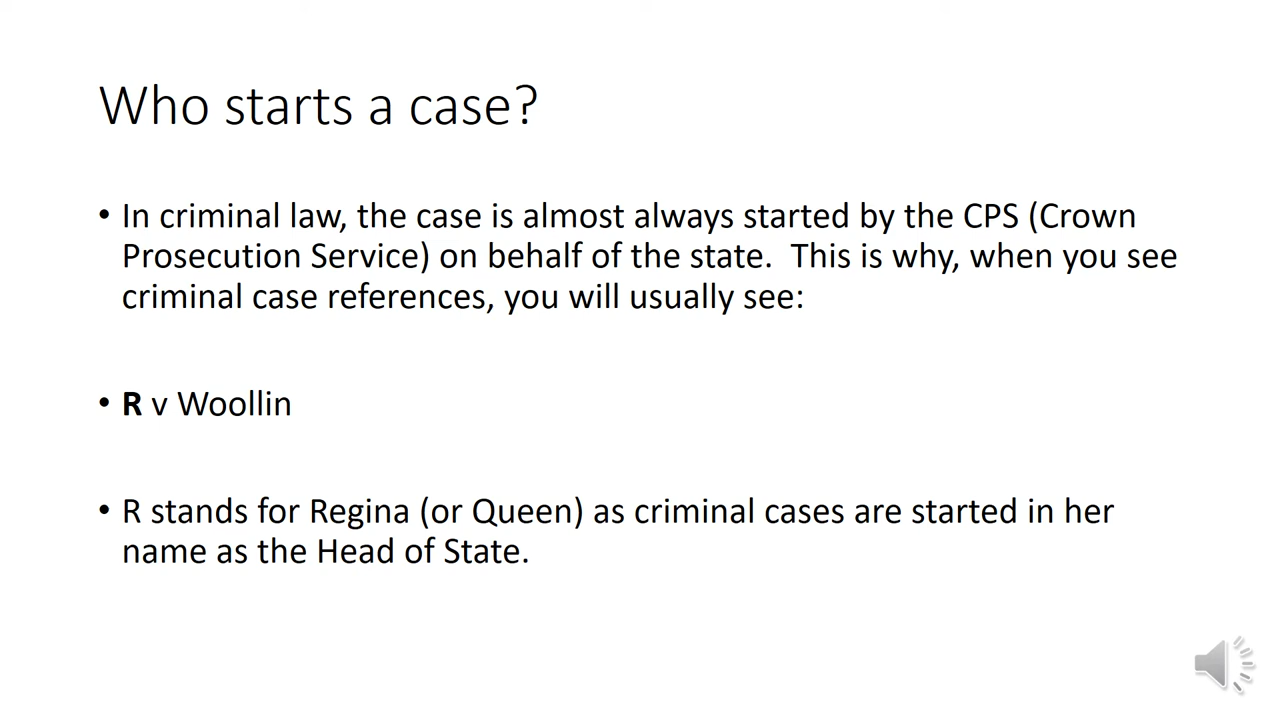 Who starts a case?
• In criminal law, the case is almost always started by the CPS (Crown
Prosecution Service) on behalf of the state.  This is why, when you see
criminal case references, you will usually see:
• R v Woollin
• R stands for Regina (or Queen) as criminal cases are started in her
name as the Head of State.